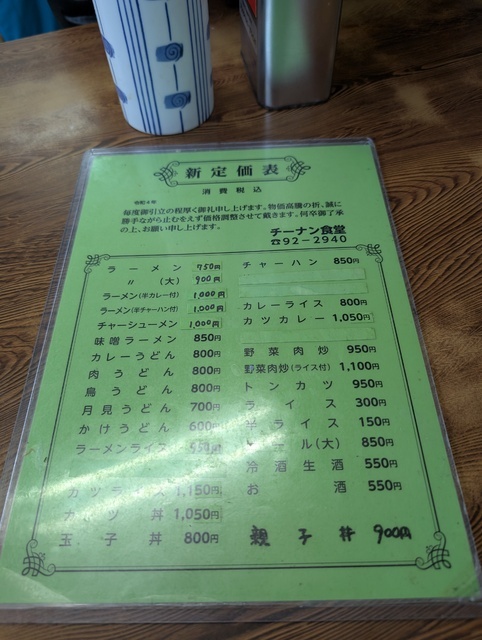 新定価表
消費税込
令和4年
毎度御引立の程厚く御礼申し上げます。物価高騰の折、誠に
勝手ながら止むをえず価格調整させて戴きます。何卒御了承
の上、お願い申し上げます。
チーナン食堂
☎92-2940
ラーメン 750円
〃 (大) 900円
ラーメン(半カレー付) 1,000円
ラーメン(半チャーハン付) 1,000円
チャーシューメン 1,000円
味噌ラーメン 850円
カレーうどん 800円
肉うどん 800円
鳥うどん 800円
月見うどん 700円
かけうどん 600円
ラーメンライス 550円
カツライス 1,150円
カツ丼 1,050円
玉子丼 800円
チャーハン 850円
カレーライス 800円
カツカレー 1,050円
野菜肉炒 950円
野菜肉炒(ライス付) 1,100円
トンカツ 950円
ライス 300円
半ライス 150円
ビール(大) 850円
冷酒生酒 550円
お酒 550円
親子丼 900円